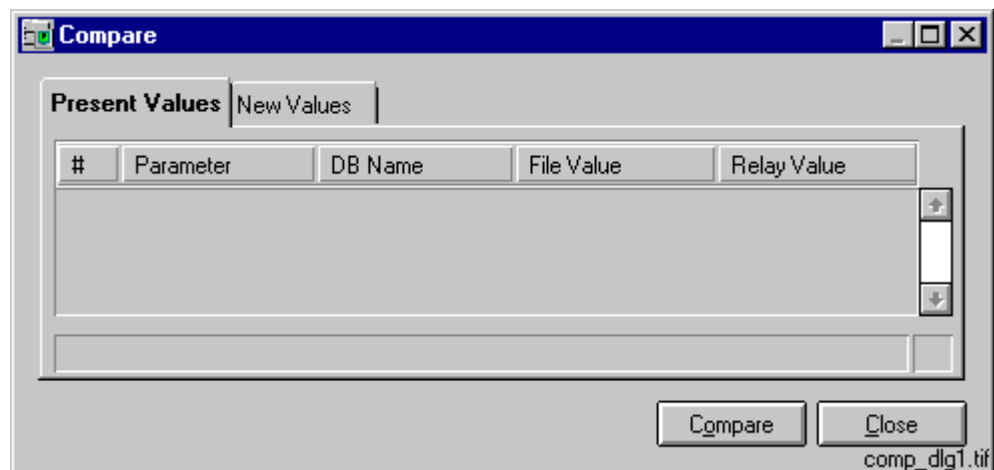 Compare
Present Values New Values
# Parameter DB Name File Value Relay Value
Compare Close
comp_dlg1.tif